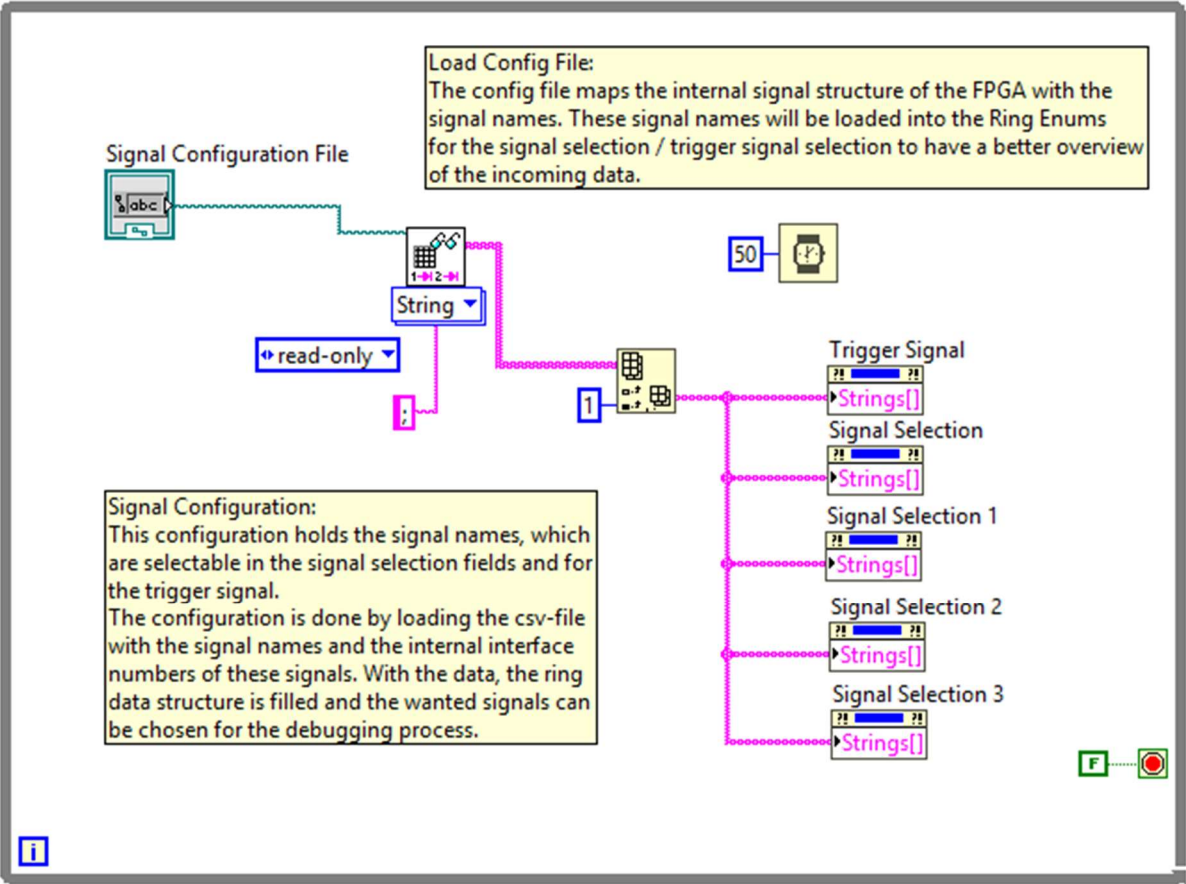 Load Config File:
The config file maps the internal signal structure of the FPGA with the
signal names. These signal names will be loaded into the Ring Enums
for the signal selection / trigger signal selection to have a better overview
of the incoming data.
Signal Configuration File
abc
1 2
String
50
read-only
;
1
Trigger Signal
?! ?!
Strings[]
Signal Selection
?! ?!
Strings[]
Signal Selection 1
?! ?!
Strings[]
Signal Selection 2
?! ?!
Strings[]
Signal Selection 3
?! ?!
Strings[]
Signal Configuration:
This configuration holds the signal names, which
are selectable in the signal selection fields and for
the trigger signal.
The configuration is done by loading the csv-file
with the signal names and the internal interface
numbers of these signals. With the data, the ring
data structure is filled and the wanted signals can
be chosen for the debugging process.
F
i